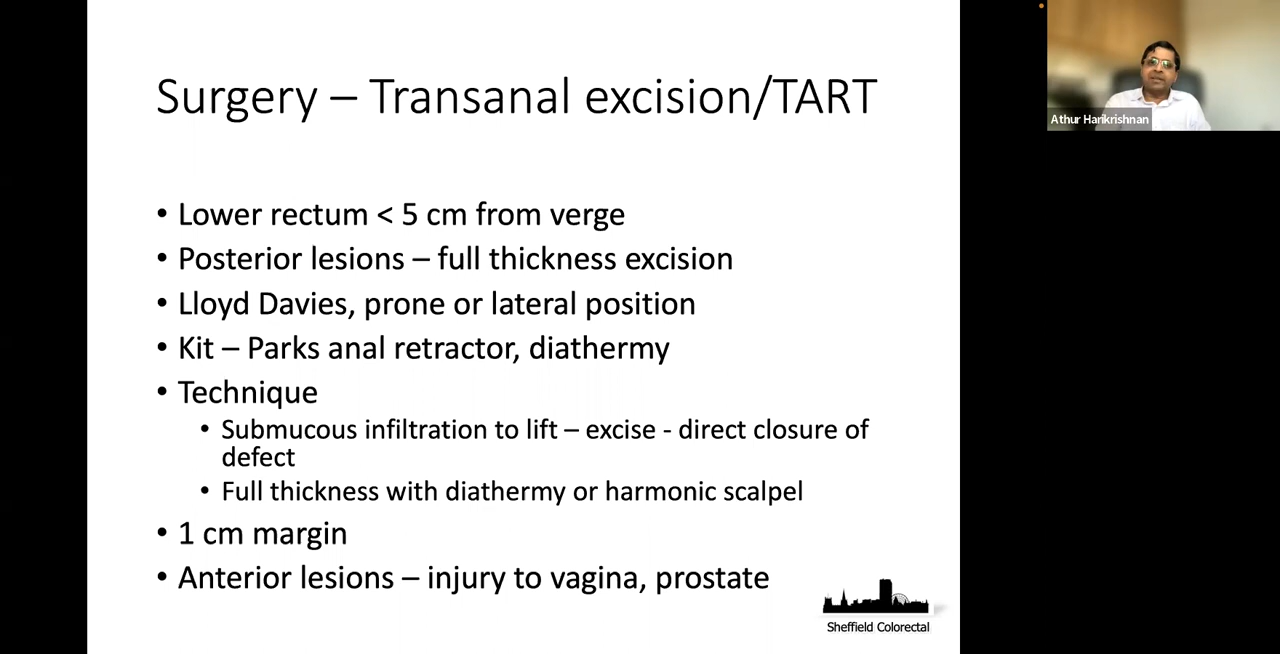 Surgery – Transanal excision/TART
Athur Harikrishnan
• Lower rectum < 5 cm from verge
• Posterior lesions – full thickness excision
• Lloyd Davies, prone or lateral position
• Kit – Parks anal retractor, diathermy
• Technique
• Submucous infiltration to lift – excise - direct closure of
defect
• Full thickness with diathermy or harmonic scalpel
• 1 cm margin
• Anterior lesions – injury to vagina, prostate
Sheffield Colorectal